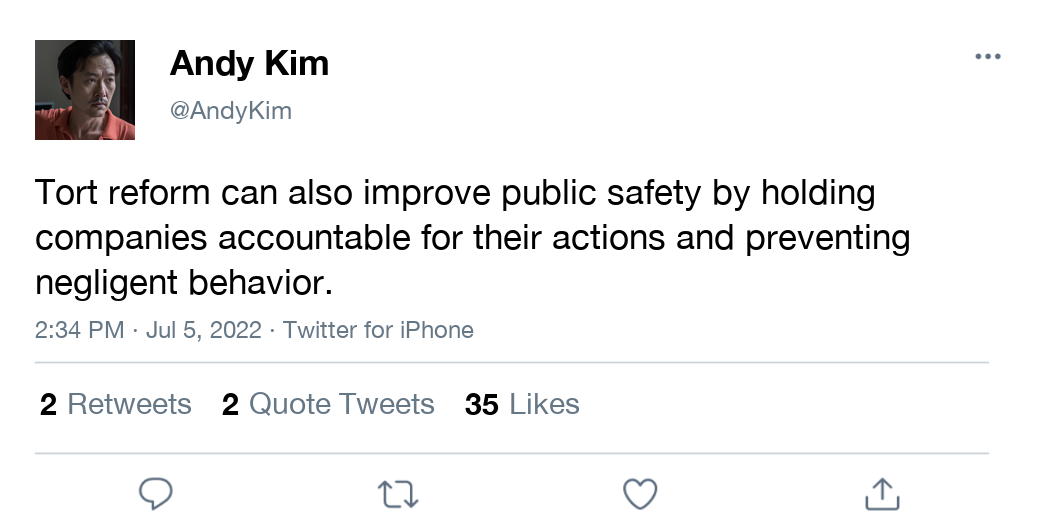 Andy Kim
@AndyKim
Tort reform can also improve public safety by holding
companies accountable for their actions and preventing
negligent behavior.
2:34 PM · Jul 5, 2022 · Twitter for iPhone
2 Retweets 2 Quote Tweets 35 Likes